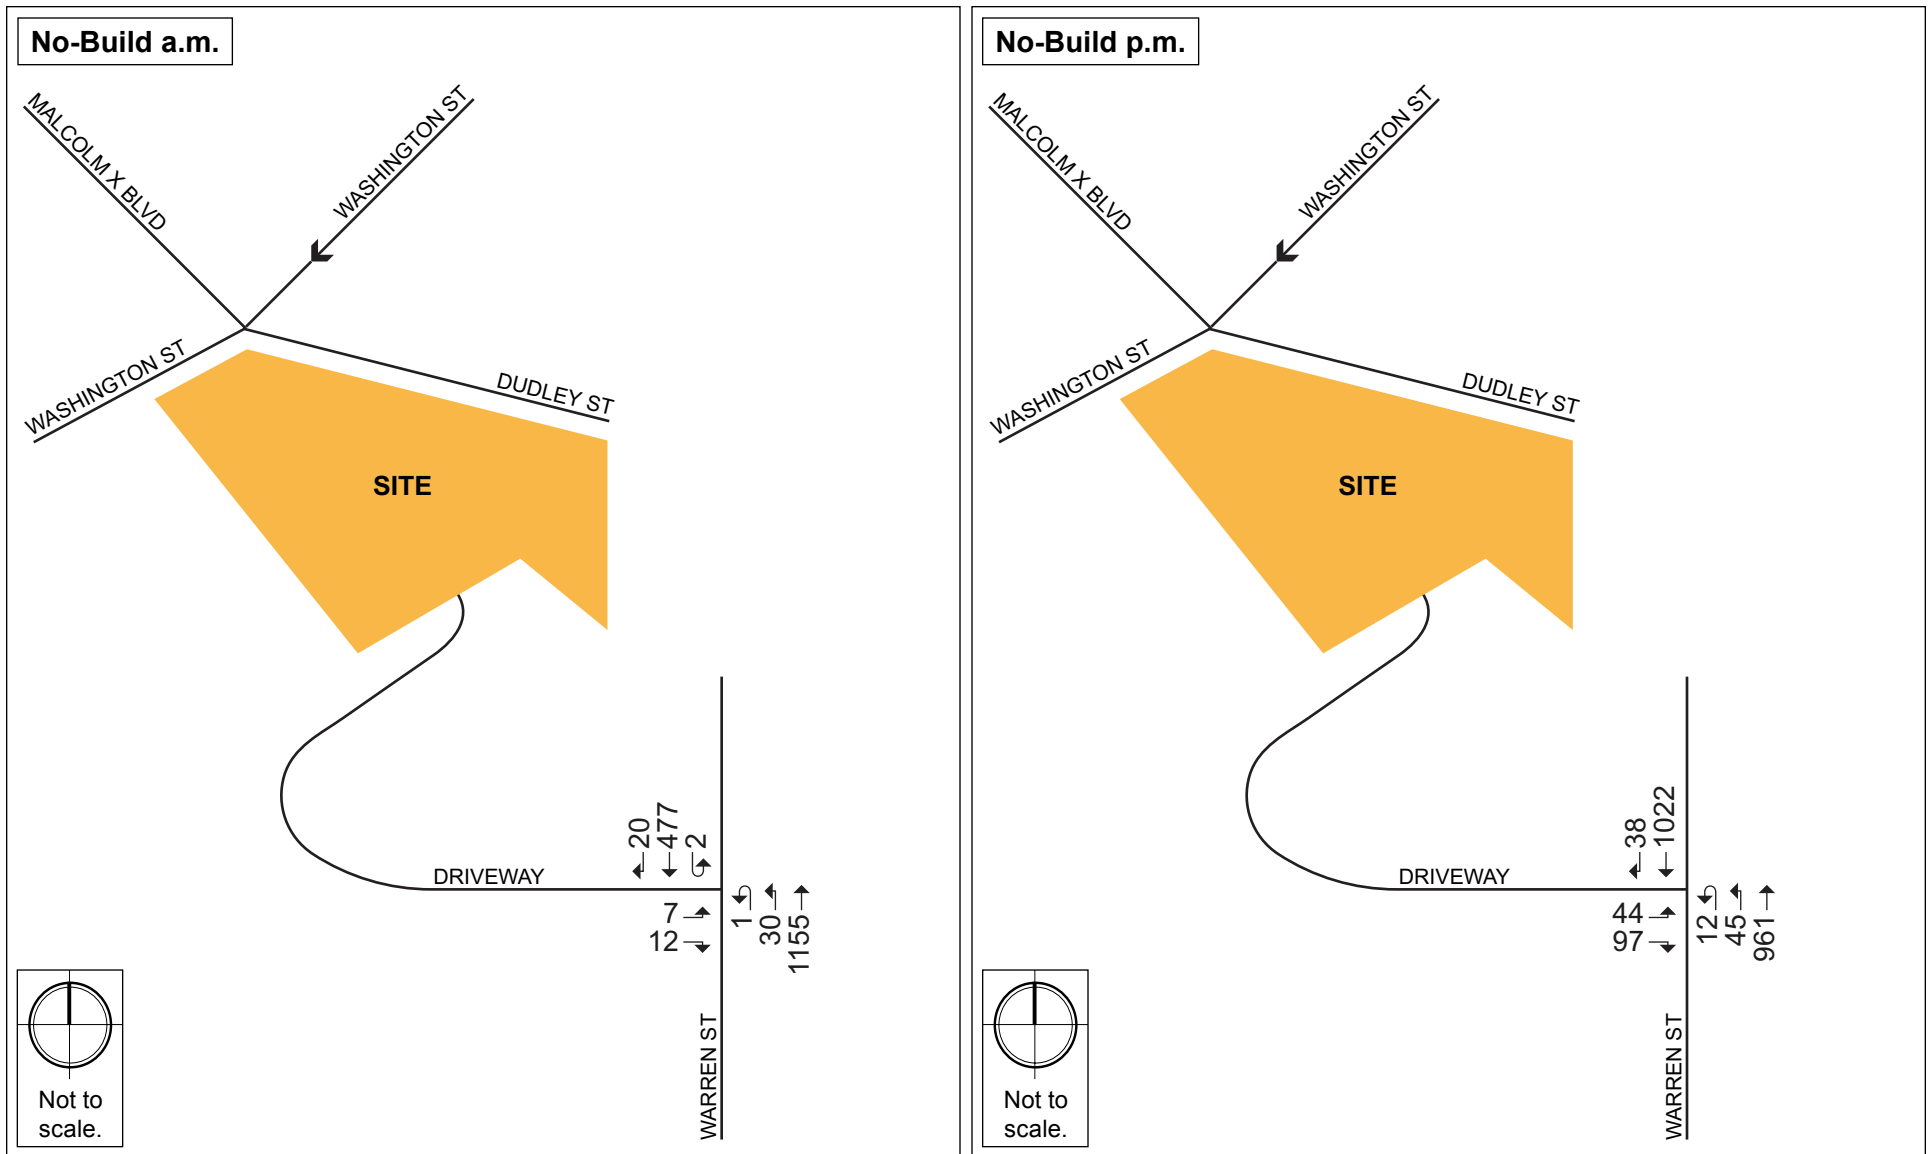 No-Build a.m.
MALCOLM X BLVD
WASHINGTON ST
WASHINGTON ST
DUDLEY ST
SITE
20
477
2
DRIVEWAY
7
12
1
30
1155
WARREN ST
Not to
scale.
No-Build p.m.
MALCOLM X BLVD
WASHINGTON ST
WASHINGTON ST
DUDLEY ST
SITE
38
1022
DRIVEWAY
44
97
12
45
961
WARREN ST
Not to
scale.